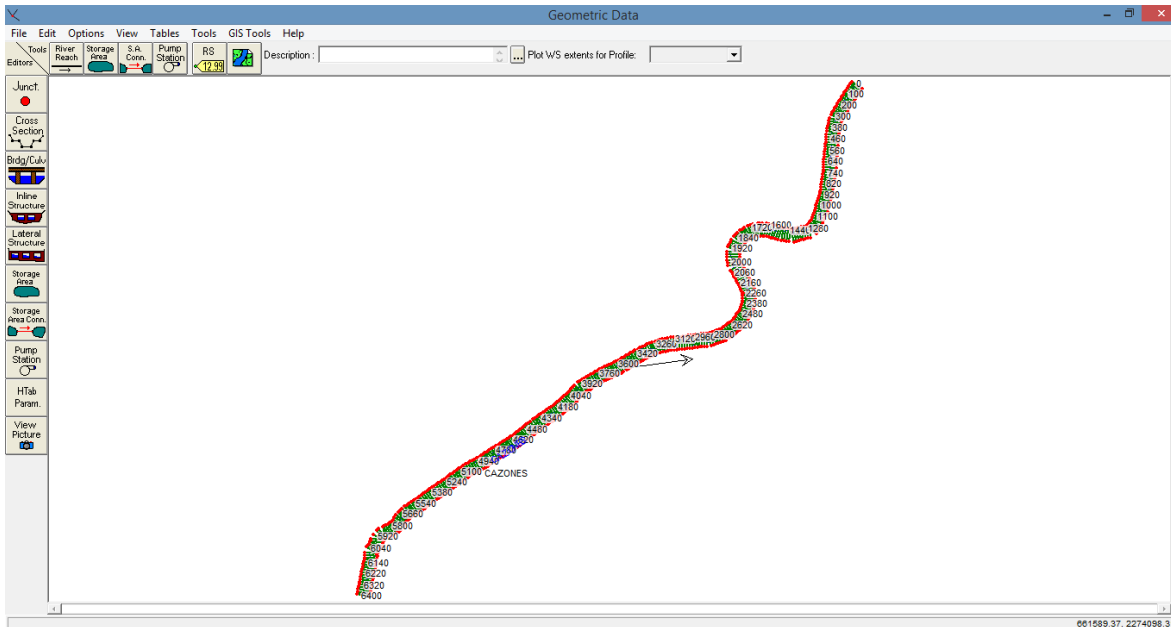 Geometric Data
File Edit Options View Tables Tools GIS Tools Help
Tools
Editors
River Reach
Storage Area
S.A. Conn.
Pump Station
RS
12.99
Description :
...
Plot WS extents for Profile:
Junct.
Cross Section
Brdg/Culv
Inline Structure
Lateral Structure
Storage Area
Storage Area Conn.
Pump Station
HTab Param.
View Picture
0
100
200
300
380
460
560
640
740
820
920
1000
1100
1280
1440
1600
1720
1840
1920
2000
2060
2160
2260
2380
2480
2620
2800
2960
3120
3260
3420
3600
3760
3920
4040
4180
4340
4480
4620
4780
4940
CAZONES
5100
5240
5380
5540
5660
5800
5920
6040
6140
6220
6320
6400
661589.37, 2274098.3